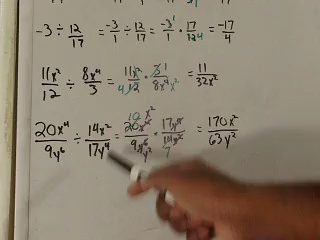 -3 ÷ 12/17 = -3/1 ÷ 12/17 = -3/1 · 17/12 = -17/4
11x²/12 ÷ 8x⁴/3 = 11x²/12 · 3/8x⁴ = 11/32x²
20x⁴/9y⁶ ÷ 14x²/17y⁴ = 20x⁴/9y⁶ · 17y⁴/14x² = 170x²/63y²